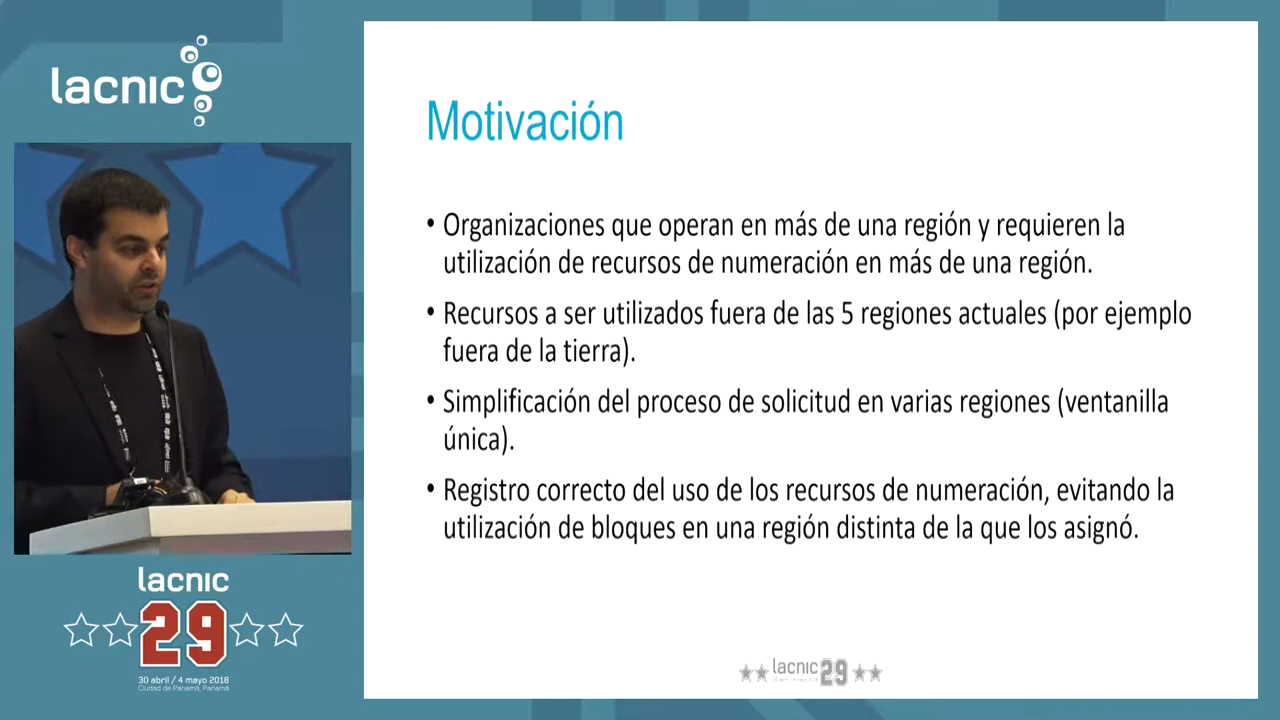 lacnic
Motivación
• Organizaciones que operan en más de una región y requieren la
utilización de recursos de numeración en más de una región.
• Recursos a ser utilizados fuera de las 5 regiones actuales (por ejemplo
fuera de la tierra).
• Simplificación del proceso de solicitud en varias regiones (ventanilla
única).
• Registro correcto del uso de los recursos de numeración, evitando la
utilización de bloques en una región distinta de la que los asignó.
lacnic
29
30 abril / 4 mayo 2018
Ciudad de Panamá, Panamá
lacnic 29